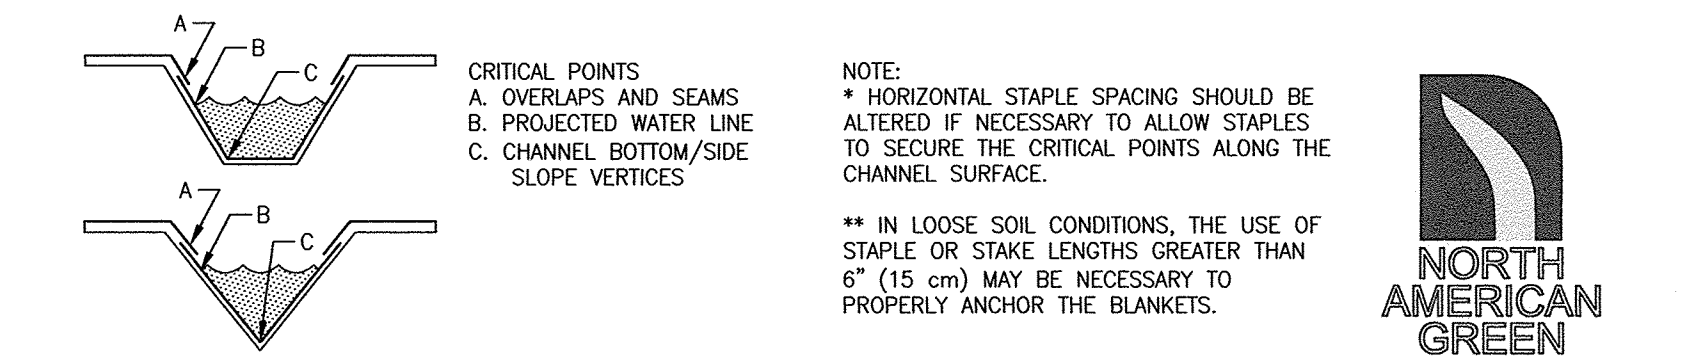 A
B
C
A
B
C
CRITICAL POINTS
A. OVERLAPS AND SEAMS
B. PROJECTED WATER LINE
C. CHANNEL BOTTOM/SIDE
SLOPE VERTICES
NOTE:
* HORIZONTAL STAPLE SPACING SHOULD BE
ALTERED IF NECESSARY TO ALLOW STAPLES
TO SECURE THE CRITICAL POINTS ALONG THE
CHANNEL SURFACE.
** IN LOOSE SOIL CONDITIONS, THE USE OF
STAPLE OR STAKE LENGTHS GREATER THAN
6" (15 cm) MAY BE NECESSARY TO
PROPERLY ANCHOR THE BLANKETS.
NORTH
AMERICAN
GREEN